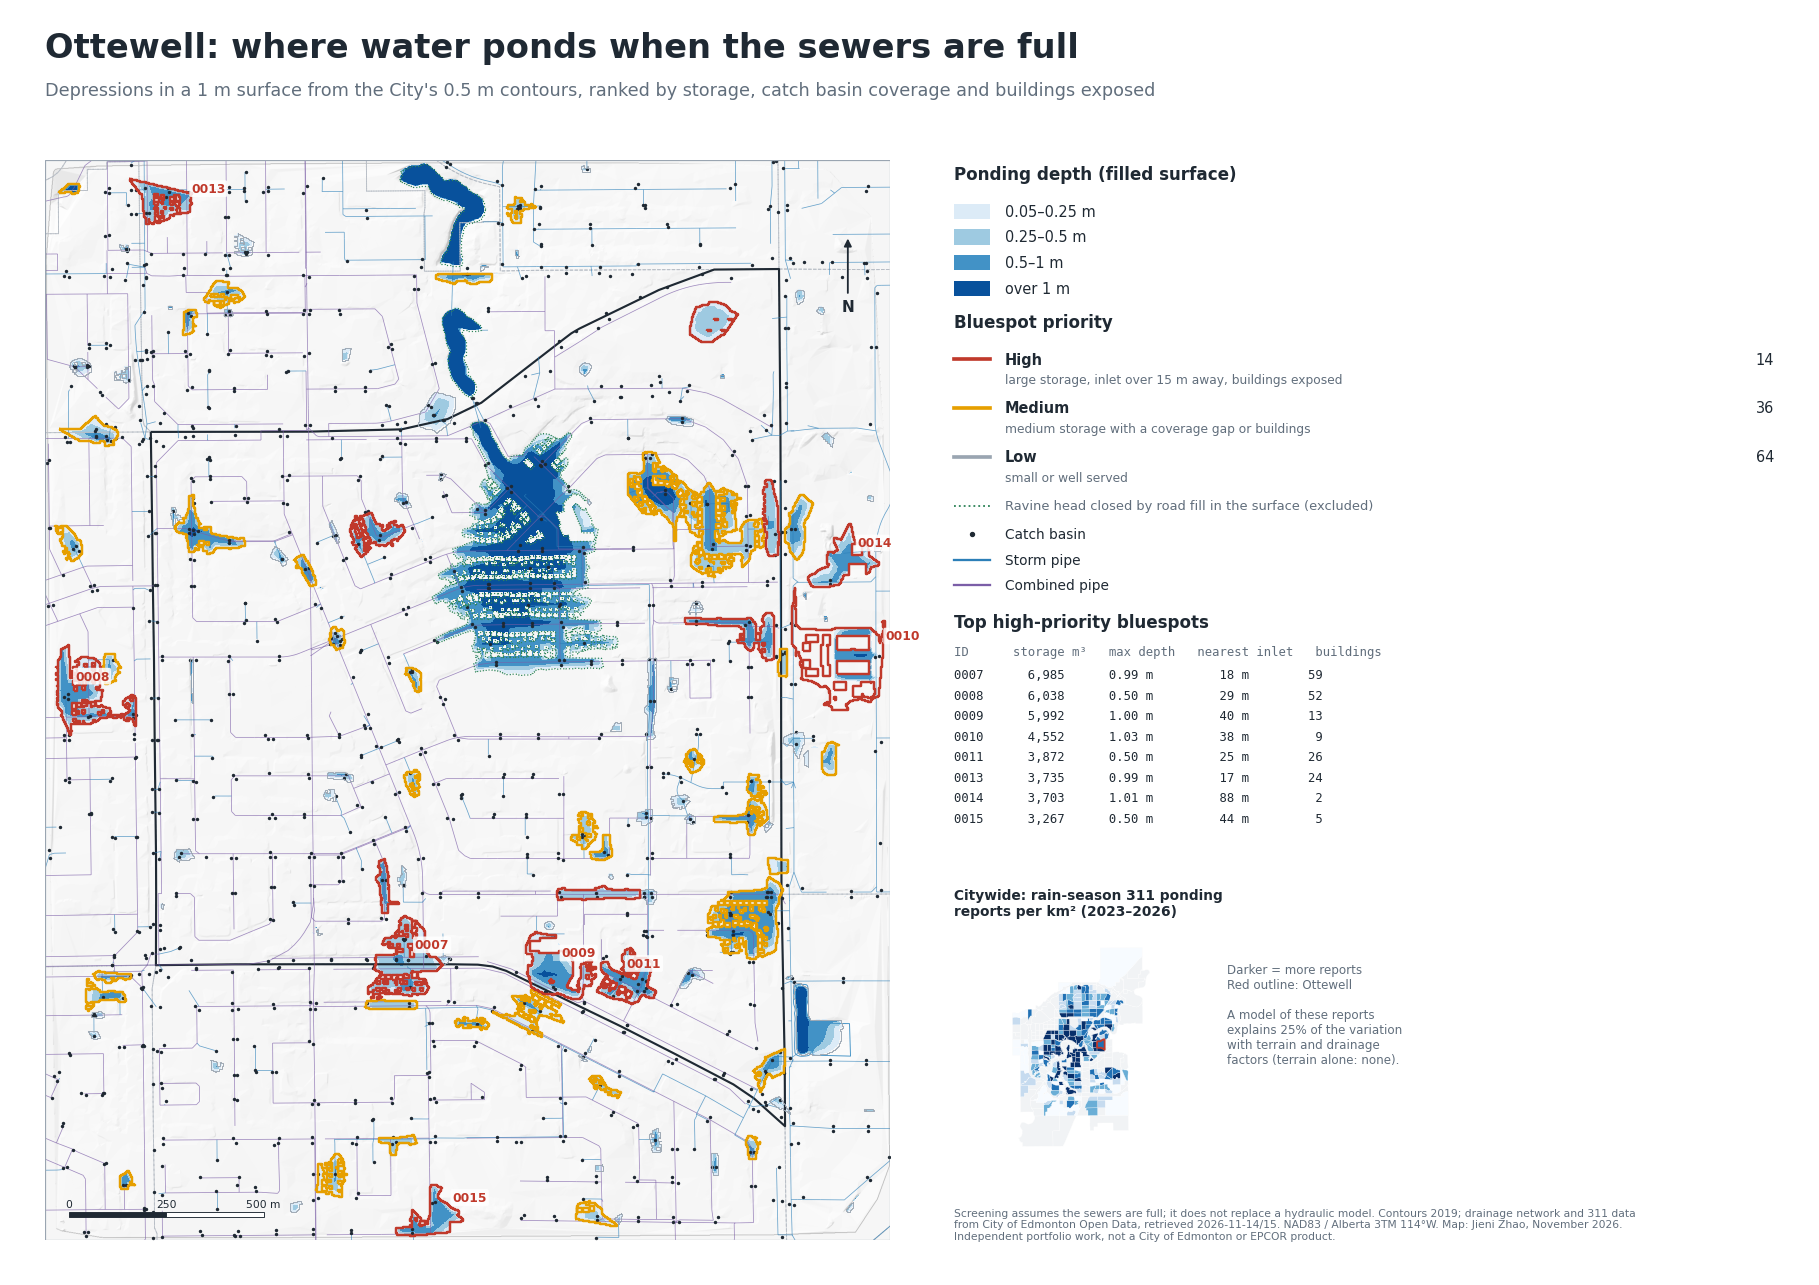 Ottewell: where water ponds when the sewers are full
Depressions in a 1 m surface from the City's 0.5 m contours, ranked by storage, catch basin coverage and buildings exposed
0013
N
0014
0010
0008
0007
0009
0011
0015
0 250 500 m
Ponding depth (filled surface)
0.05–0.25 m
0.25–0.5 m
0.5–1 m
over 1 m
Bluespot priority
High 14
large storage, inlet over 15 m away, buildings exposed
Medium 36
medium storage with a coverage gap or buildings
Low 64
small or well served
Ravine head closed by road fill in the surface (excluded)
Catch basin
Storm pipe
Combined pipe
Top high-priority bluespots
ID storage m³ max depth nearest inlet buildings
0007 6,985 0.99 m 18 m 59
0008 6,038 0.50 m 29 m 52
0009 5,992 1.00 m 40 m 13
0010 4,552 1.03 m 38 m 9
0011 3,872 0.50 m 25 m 26
0013 3,735 0.99 m 17 m 24
0014 3,703 1.01 m 88 m 2
0015 3,267 0.50 m 44 m 5
Citywide: rain-season 311 ponding
reports per km² (2023–2026)
Darker = more reports
Red outline: Ottewell
A model of these reports
explains 25% of the variation
with terrain and drainage
factors (terrain alone: none).
Screening assumes the sewers are full; it does not replace a hydraulic model. Contours 2019; drainage network and 311 data
from City of Edmonton Open Data, retrieved 2026-11-14/15. NAD83 / Alberta 3TM 114°W. Map: Jieni Zhao, November 2026.
Independent portfolio work, not a City of Edmonton or EPCOR product.